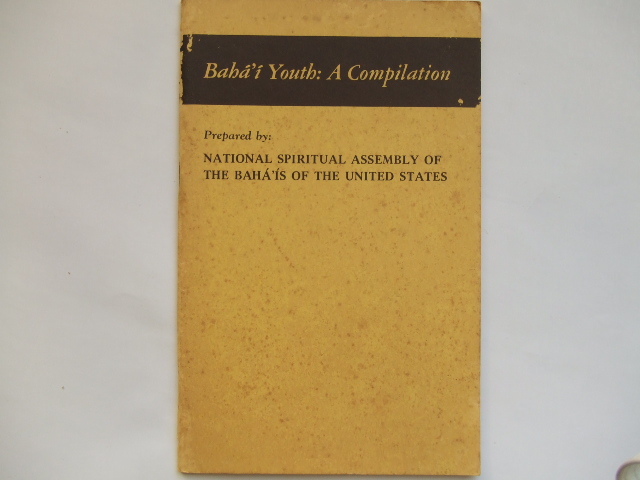 Bahá'í Youth: A Compilation
Prepared by:
NATIONAL SPIRITUAL ASSEMBLY OF
THE BAHÁ'ÍS OF THE UNITED STATES